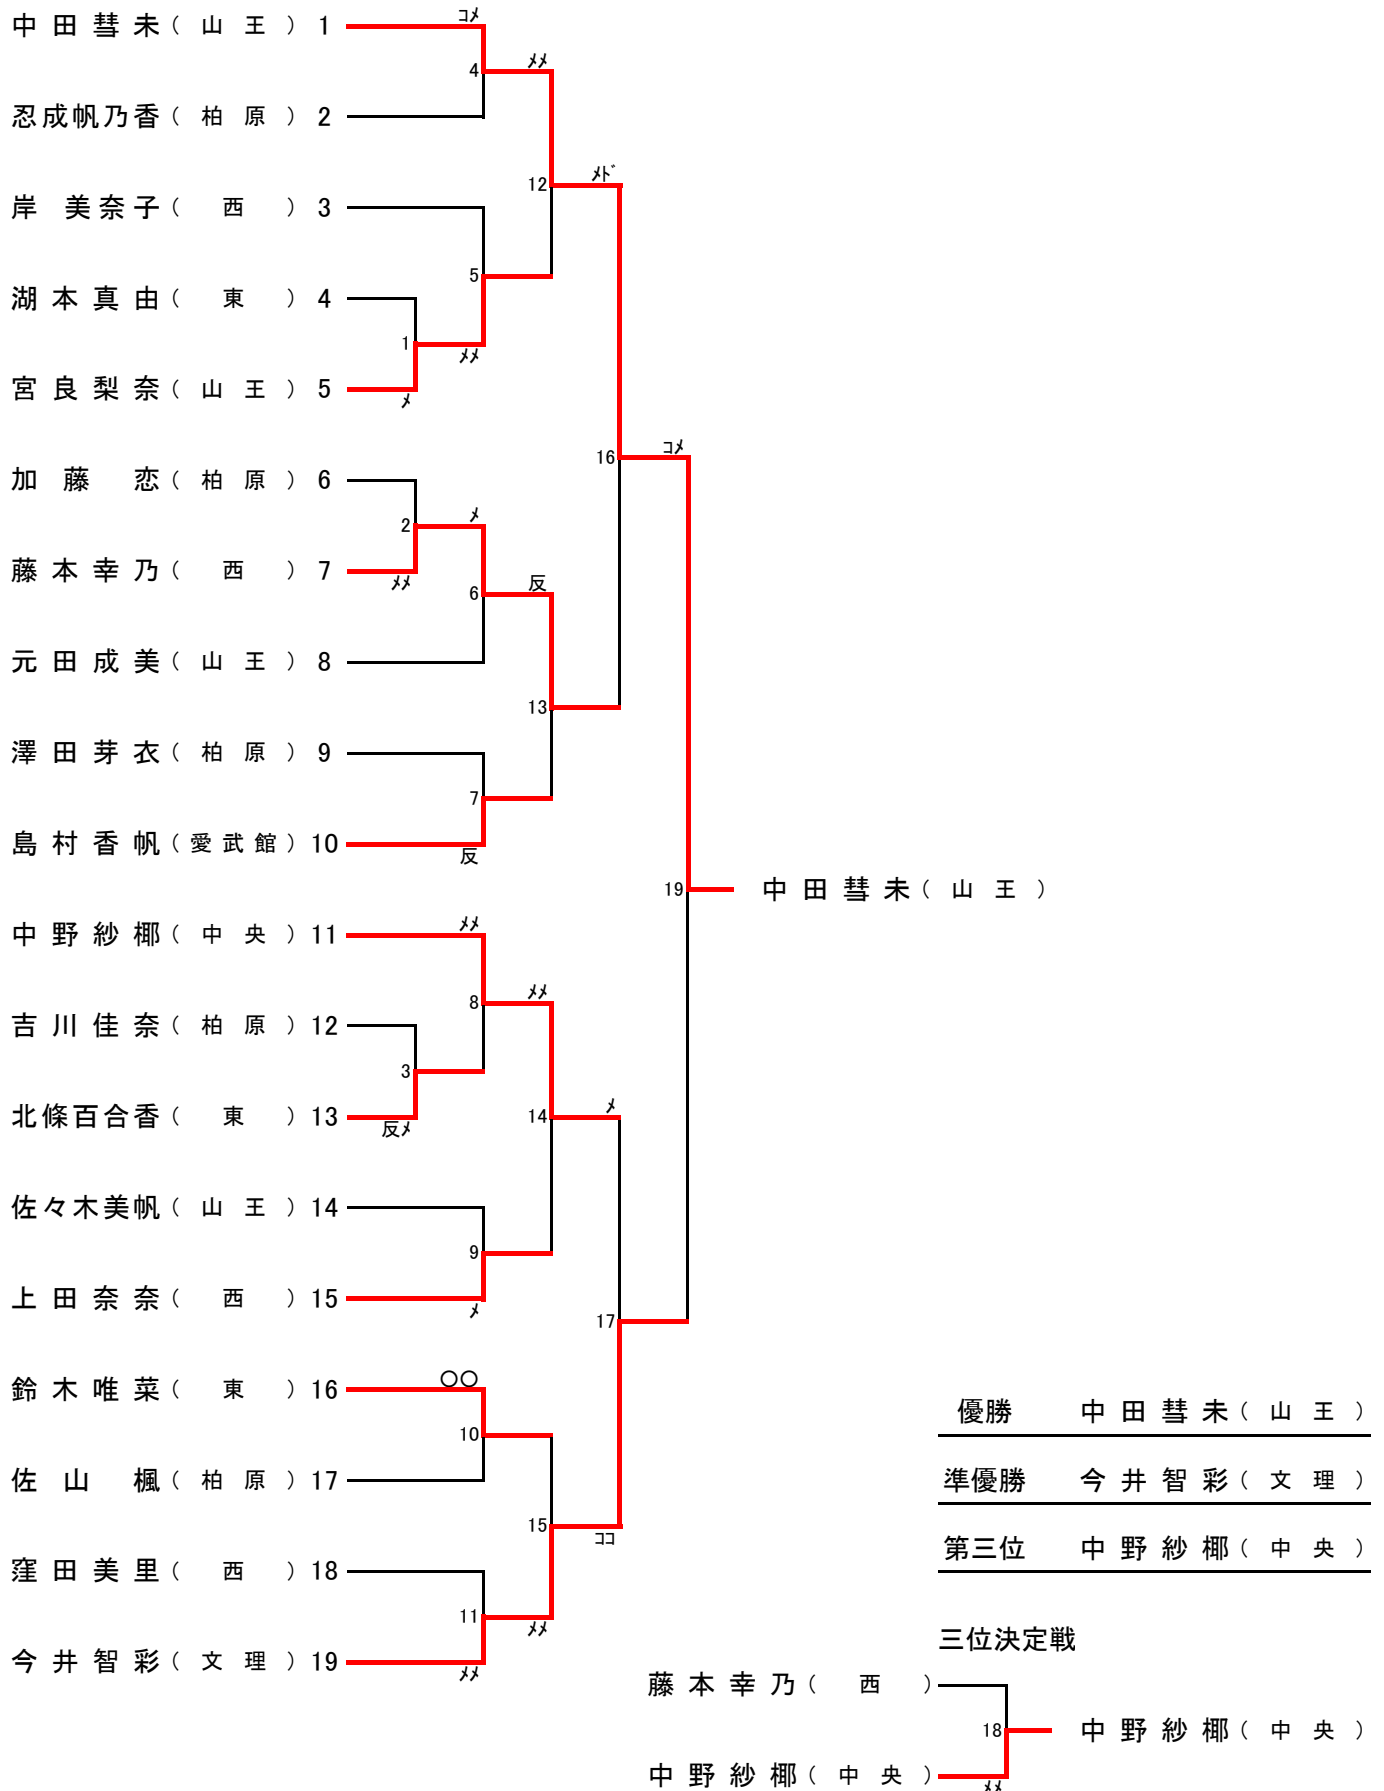 中田彗未（山王）1
ｺﾒ
4
ﾒﾒ
忍成帆乃香（柏原）2
12
ﾒﾄﾞ
岸美奈子（西）3
5
湖本真由（東）4
1
ﾒﾒ
宮良梨奈（山王）5
ﾒ
16
ｺﾒ
加藤恋（柏原）6
2
ﾒ
藤本幸乃（西）7
ﾒﾒ
6
反
元田成美（山王）8
13
澤田芽衣（柏原）9
7
島村香帆（愛武館）10
反
19
中田彗未（山王）
中野紗椰（中央）11
ﾒﾒ
8
ﾒﾒ
吉川佳奈（柏原）12
3
北條百合香（東）13
反ﾒ
14
ﾒ
佐々木美帆（山王）14
9
上田奈奈（西）15
ﾒ
17
鈴木唯菜（東）16
○○
10
佐山楓（柏原）17
15
ｺｺ
窪田美里（西）18
11
ﾒﾒ
今井智彩（文理）19
ﾒﾒ
優勝 中田彗未（山王）
準優勝 今井智彩（文理）
第三位 中野紗椰（中央）
三位決定戦
藤本幸乃（西）
18
中野紗椰（中央）
中野紗椰（中央）
ﾒﾒ